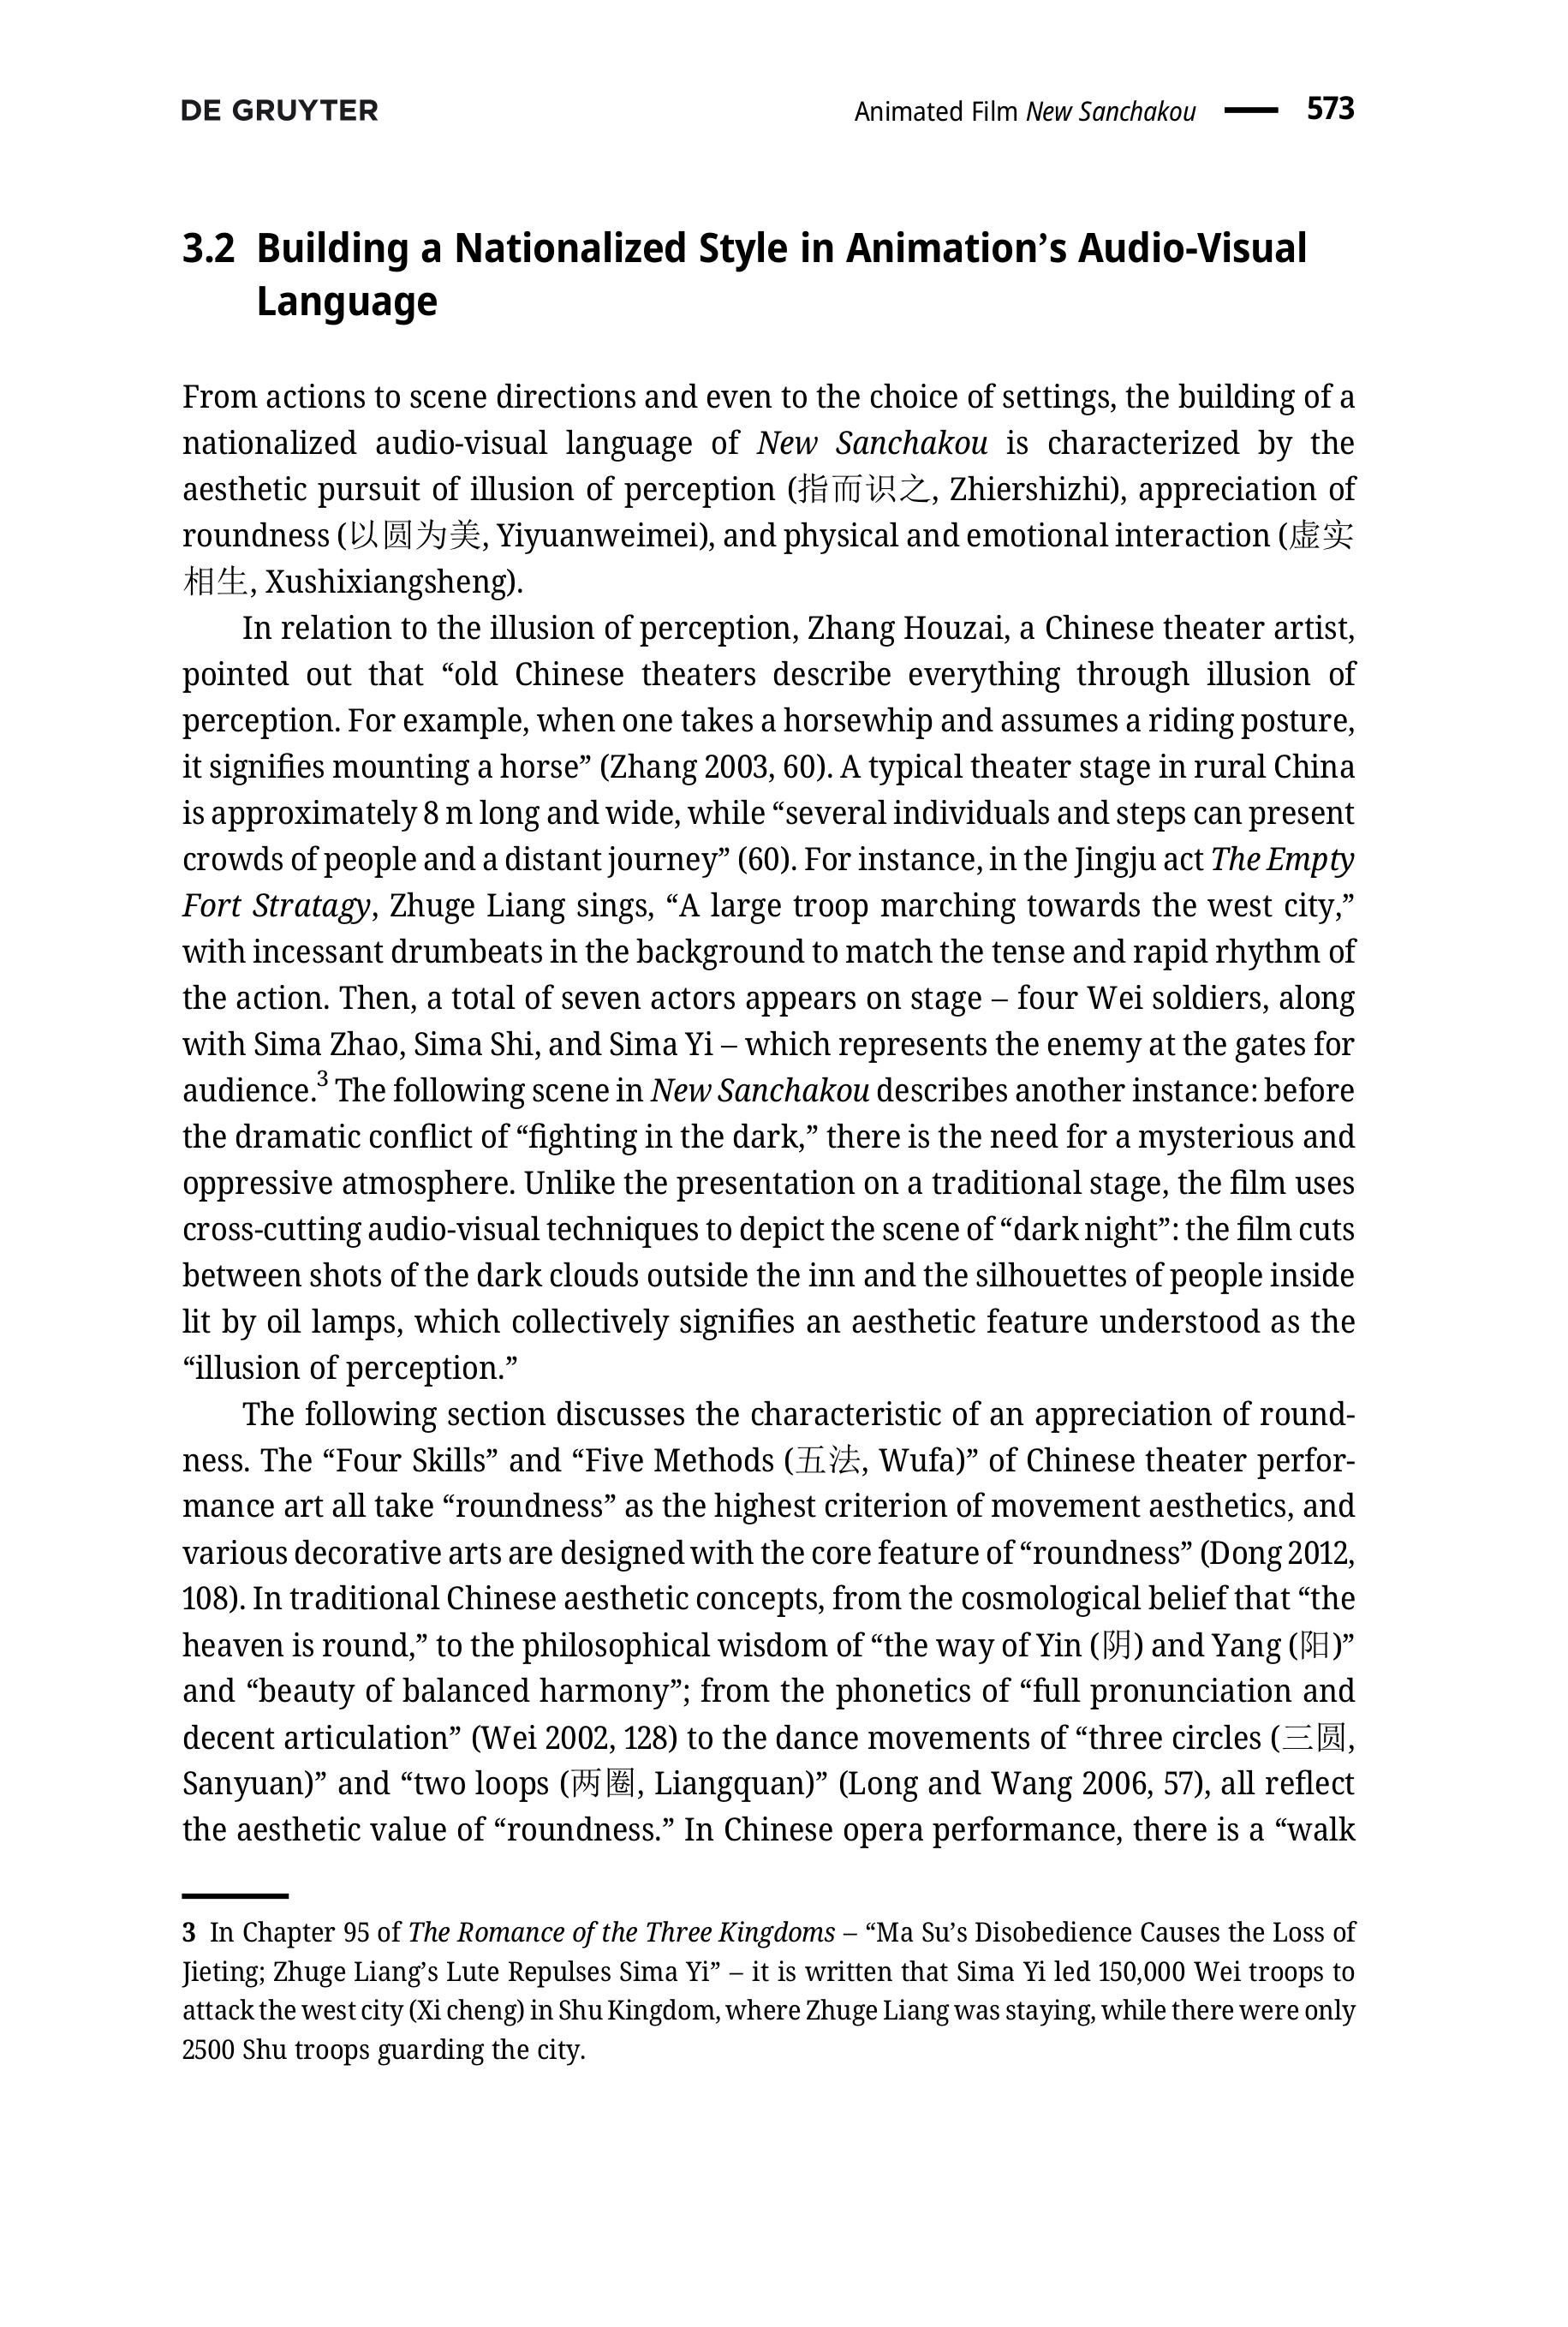 DE GRUYTER
Animated Film New Sanchakou — 573
3.2 Building a Nationalized Style in Animation’s Audio-Visual
Language
From actions to scene directions and even to the choice of settings, the building of a
nationalized audio-visual language of New Sanchakou is characterized by the
aesthetic pursuit of illusion of perception (指而识之, Zhiershizhi), appreciation of
roundness (以圆为美, Yiyuanweimei), and physical and emotional interaction (虚实
相生, Xushixiangsheng).
In relation to the illusion of perception, Zhang Houzai, a Chinese theater artist,
pointed out that “old Chinese theaters describe everything through illusion of
perception. For example, when one takes a horsewhip and assumes a riding posture,
it signifies mounting a horse” (Zhang 2003, 60). A typical theater stage in rural China
is approximately 8 m long and wide, while “several individuals and steps can present
crowds of people and a distant journey” (60). For instance, in the Jingju act The Empty
Fort Stratagy, Zhuge Liang sings, “A large troop marching towards the west city,”
with incessant drumbeats in the background to match the tense and rapid rhythm of
the action. Then, a total of seven actors appears on stage – four Wei soldiers, along
with Sima Zhao, Sima Shi, and Sima Yi – which represents the enemy at the gates for
audience.3 The following scene in New Sanchakou describes another instance: before
the dramatic conflict of “fighting in the dark,” there is the need for a mysterious and
oppressive atmosphere. Unlike the presentation on a traditional stage, the film uses
cross-cutting audio-visual techniques to depict the scene of “dark night”: the film cuts
between shots of the dark clouds outside the inn and the silhouettes of people inside
lit by oil lamps, which collectively signifies an aesthetic feature understood as the
“illusion of perception.”
The following section discusses the characteristic of an appreciation of round-
ness. The “Four Skills” and “Five Methods (五法, Wufa)” of Chinese theater perfor-
mance art all take “roundness” as the highest criterion of movement aesthetics, and
various decorative arts are designed with the core feature of “roundness” (Dong 2012,
108). In traditional Chinese aesthetic concepts, from the cosmological belief that “the
heaven is round,” to the philosophical wisdom of “the way of Yin (阴) and Yang (阳)”
and “beauty of balanced harmony”; from the phonetics of “full pronunciation and
decent articulation” (Wei 2002, 128) to the dance movements of “three circles (三圆,
Sanyuan)” and “two loops (两圈, Liangquan)” (Long and Wang 2006, 57), all reflect
the aesthetic value of “roundness.” In Chinese opera performance, there is a “walk
3 In Chapter 95 of The Romance of the Three Kingdoms – “Ma Su’s Disobedience Causes the Loss of
Jieting; Zhuge Liang’s Lute Repulses Sima Yi” – it is written that Sima Yi led 150,000 Wei troops to
attack the west city (Xi cheng) in Shu Kingdom, where Zhuge Liang was staying, while there were only
2500 Shu troops guarding the city.